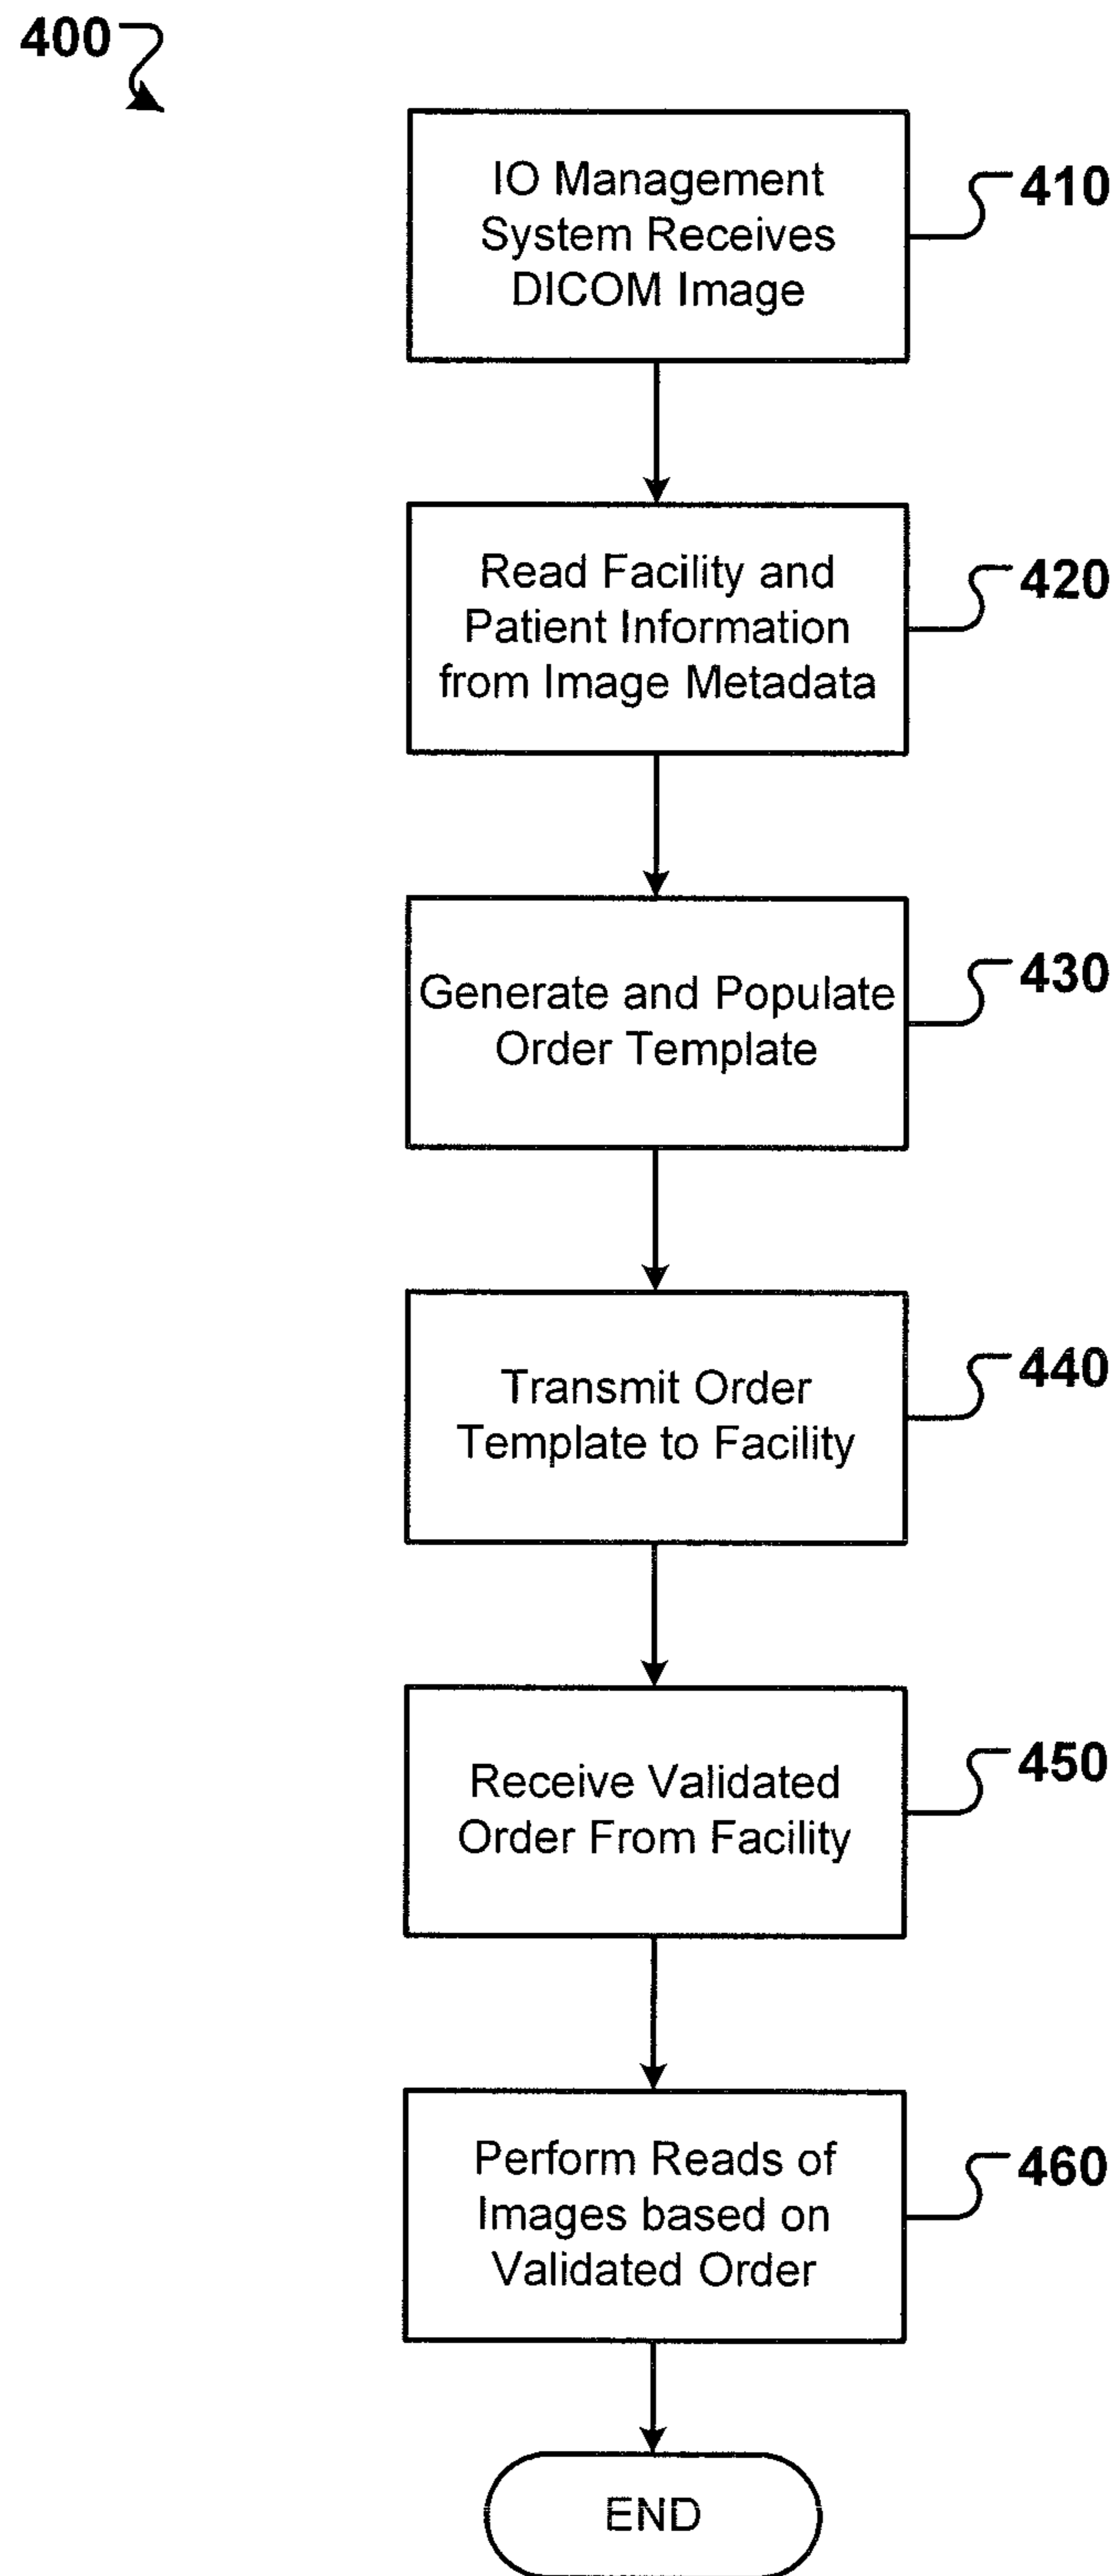 400
IO Management
System Receives
DICOM Image
410
Read Facility and
Patient Information
from Image Metadata
420
Generate and Populate
Order Template
430
Transmit Order
Template to Facility
440
Receive Validated
Order From Facility
450
Perform Reads of
Images based on
Validated Order
460
END